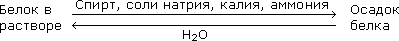 Белок в растворе
Спирт, соли натрия, калия, аммония
H₂O
Осадок белка